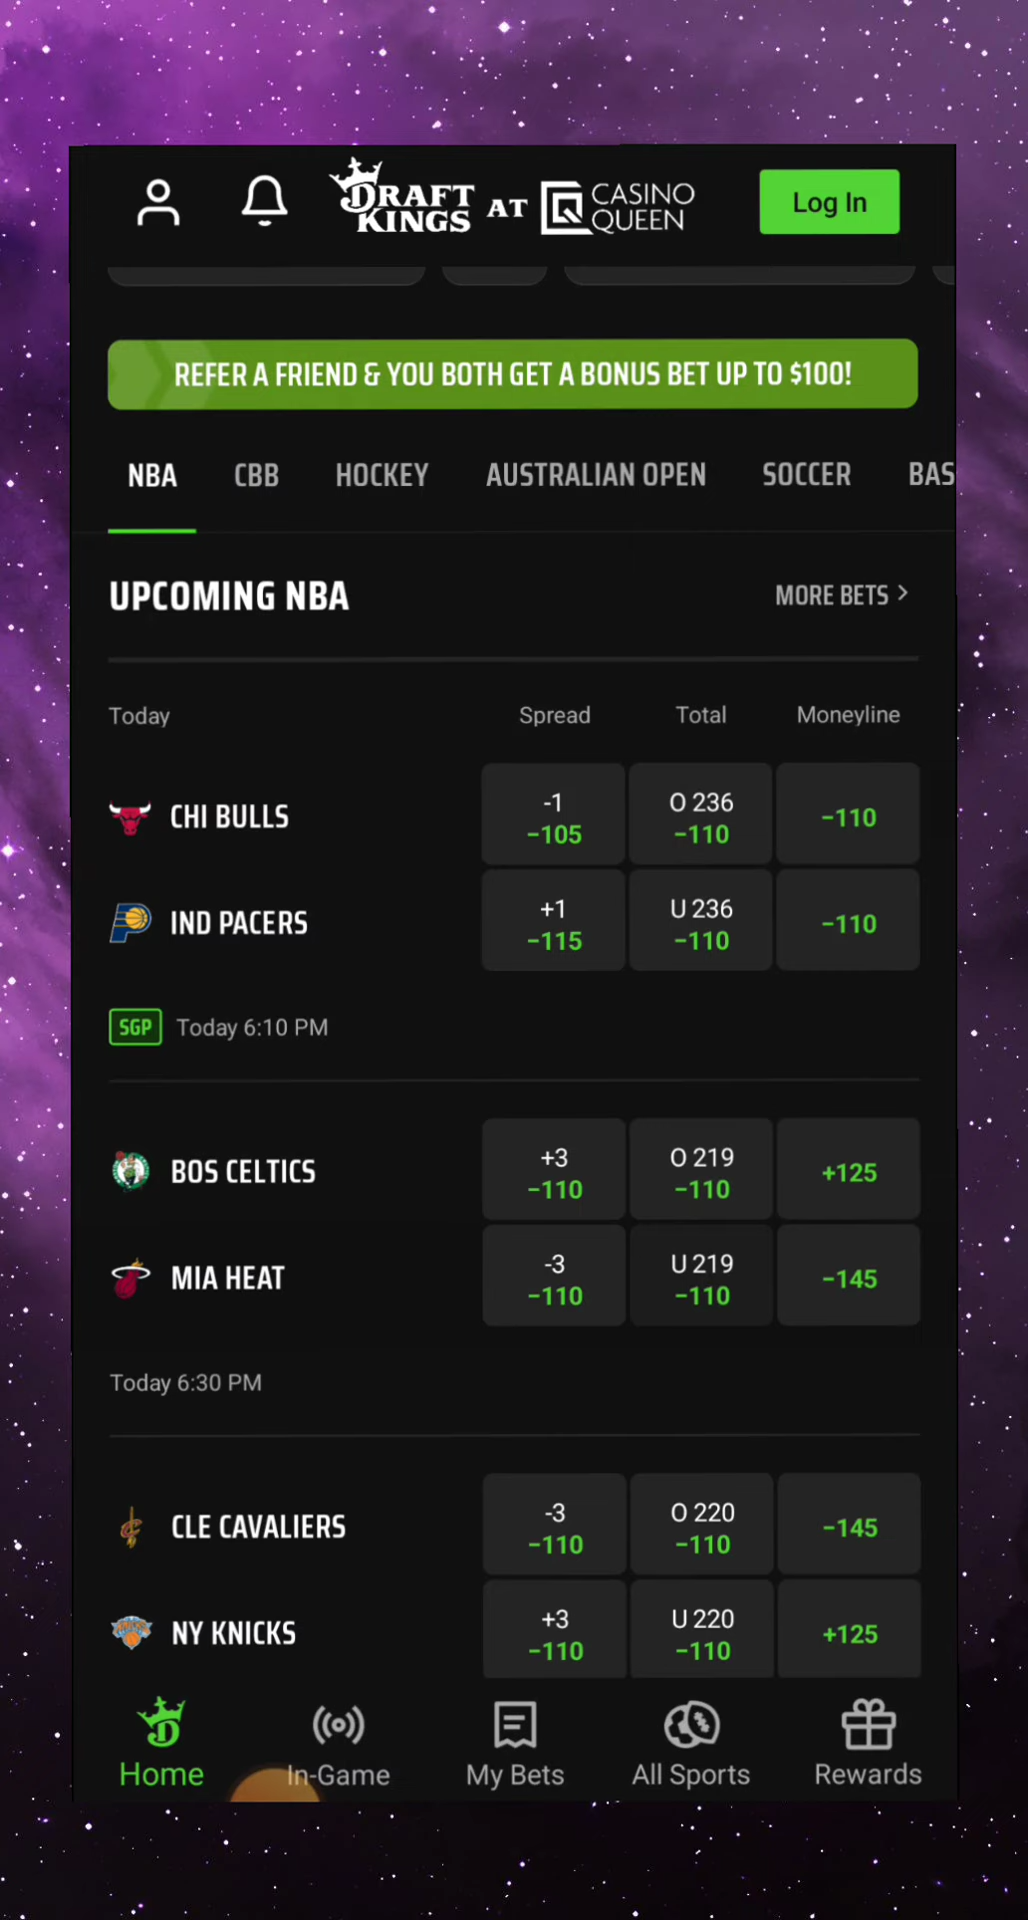 DRAFT KINGS AT CASINO QUEEN
Log In
REFER A FRIEND & YOU BOTH GET A BONUS BET UP TO $100!
NBA CBB HOCKEY AUSTRALIAN OPEN SOCCER BAS
UPCOMING NBA MORE BETS >
Today Spread Total Moneyline
-1 O 236
CHI BULLS −110
−105 −110
+1 U 236
IND PACERS −110
−115 −110
SGP Today 6:10 PM
+3 O 219
BOS CELTICS +125
−110 −110
-3 U 219
MIA HEAT −145
−110 −110
Today 6:30 PM
-3 O 220
CLE CAVALIERS −145
−110 −110
+3 U 220
NY KNICKS +125
−110 −110
Home In-Game My Bets All Sports Rewards